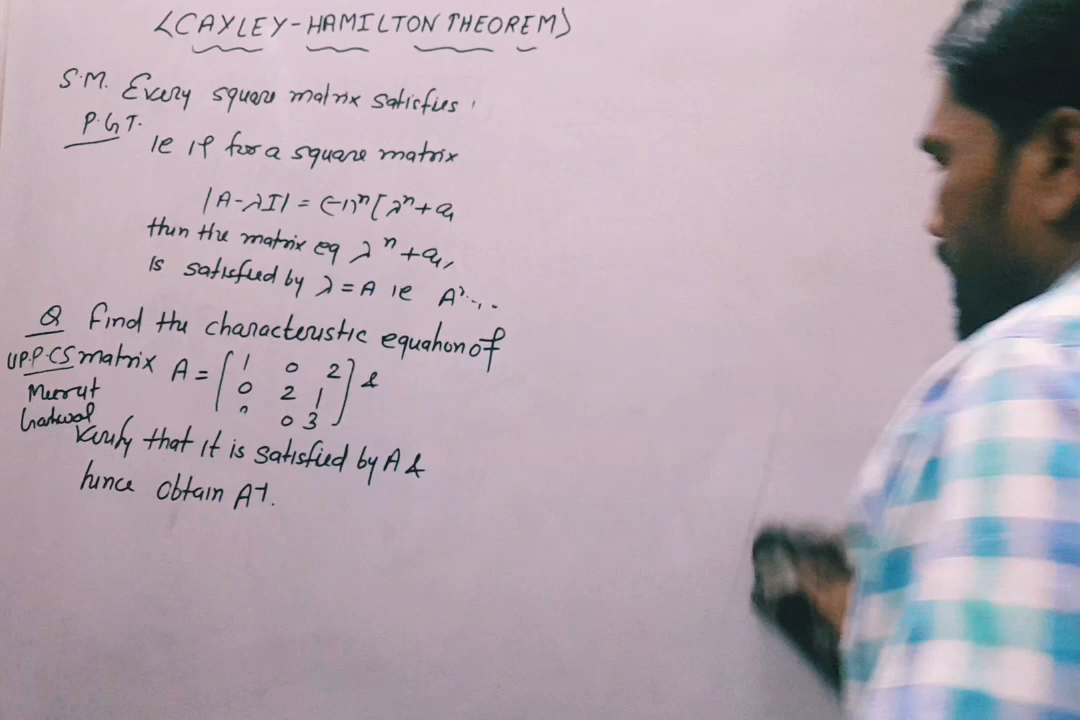 <CAYLEY-HAMILTON THEOREM>
S.M. Every square matrix satisfies
P.G.T.
ie if for a square matrix
|A-λI| = (-1)ⁿ[λⁿ+a₁
then the matrix eq λⁿ+a₁,
is satisfied by λ=A ie A²...
Q find the characteristic equation of
U.P.P.CS matrix A = [ 1 0 2 ] &
0 2 1
0 0 3
Meerut
Garhwal
Verify that it is satisfied by A &
hence obtain A⁻¹.